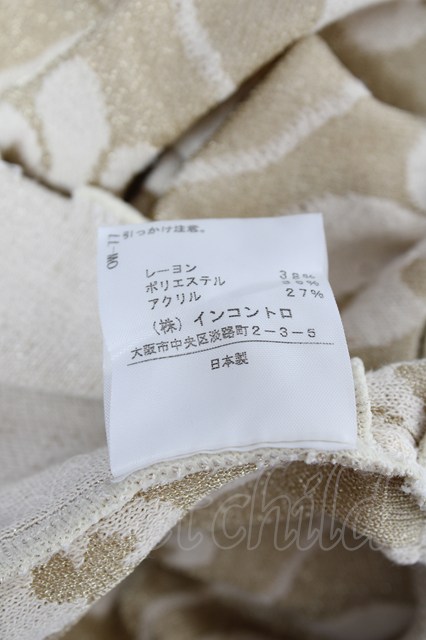 引っかけ注意。
レーヨン 38%
ポリエステル
アクリル 27%
(株) インコントロ
大阪市中央区淡路町2-3-5
日本製